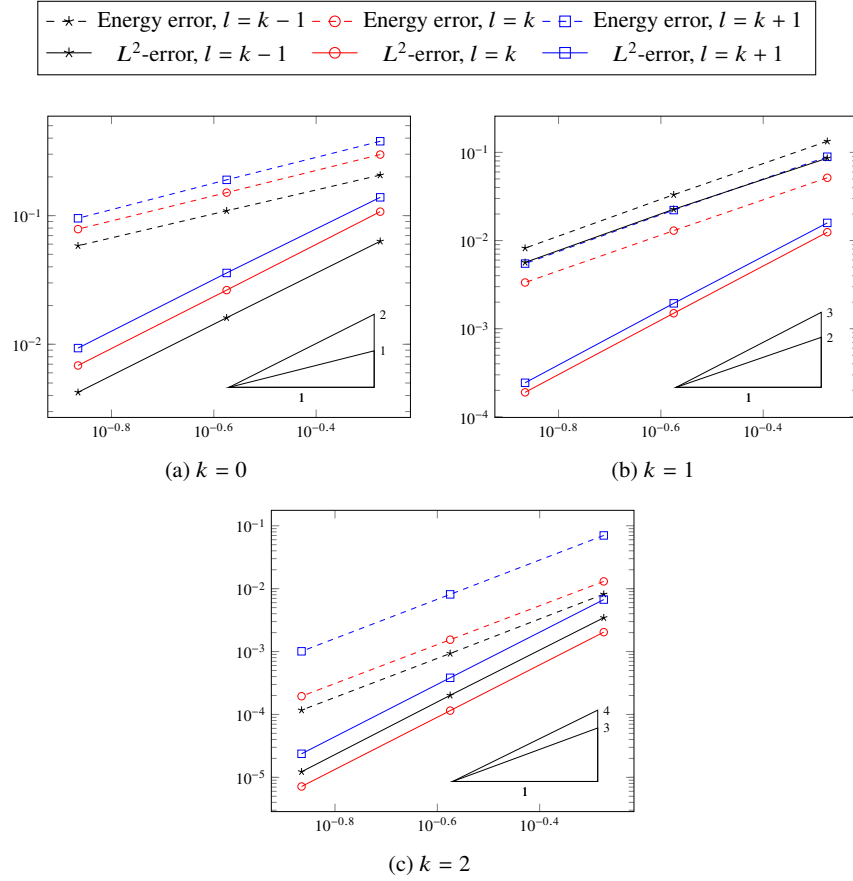 Energy error, l = k − 1 Energy error, l = k Energy error, l = k + 1
L²-error, l = k − 1 L²-error, l = k L²-error, l = k + 1
10⁻¹
10⁻²
2
1
1
10⁻⁰·⁸ 10⁻⁰·⁶ 10⁻⁰·⁴
(a) k = 0
10⁻¹
10⁻²
10⁻³
10⁻⁴
3
2
1
10⁻⁰·⁸ 10⁻⁰·⁶ 10⁻⁰·⁴
(b) k = 1
10⁻¹
10⁻²
10⁻³
10⁻⁴
10⁻⁵
4
3
1
10⁻⁰·⁸ 10⁻⁰·⁶ 10⁻⁰·⁴
(c) k = 2